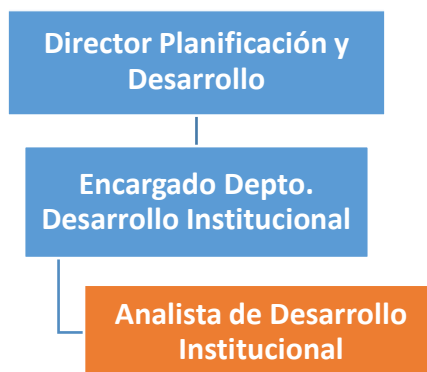 Director Planificación y
Desarrollo
Encargado Depto.
Desarrollo Institucional
Analista de Desarrollo
Institucional